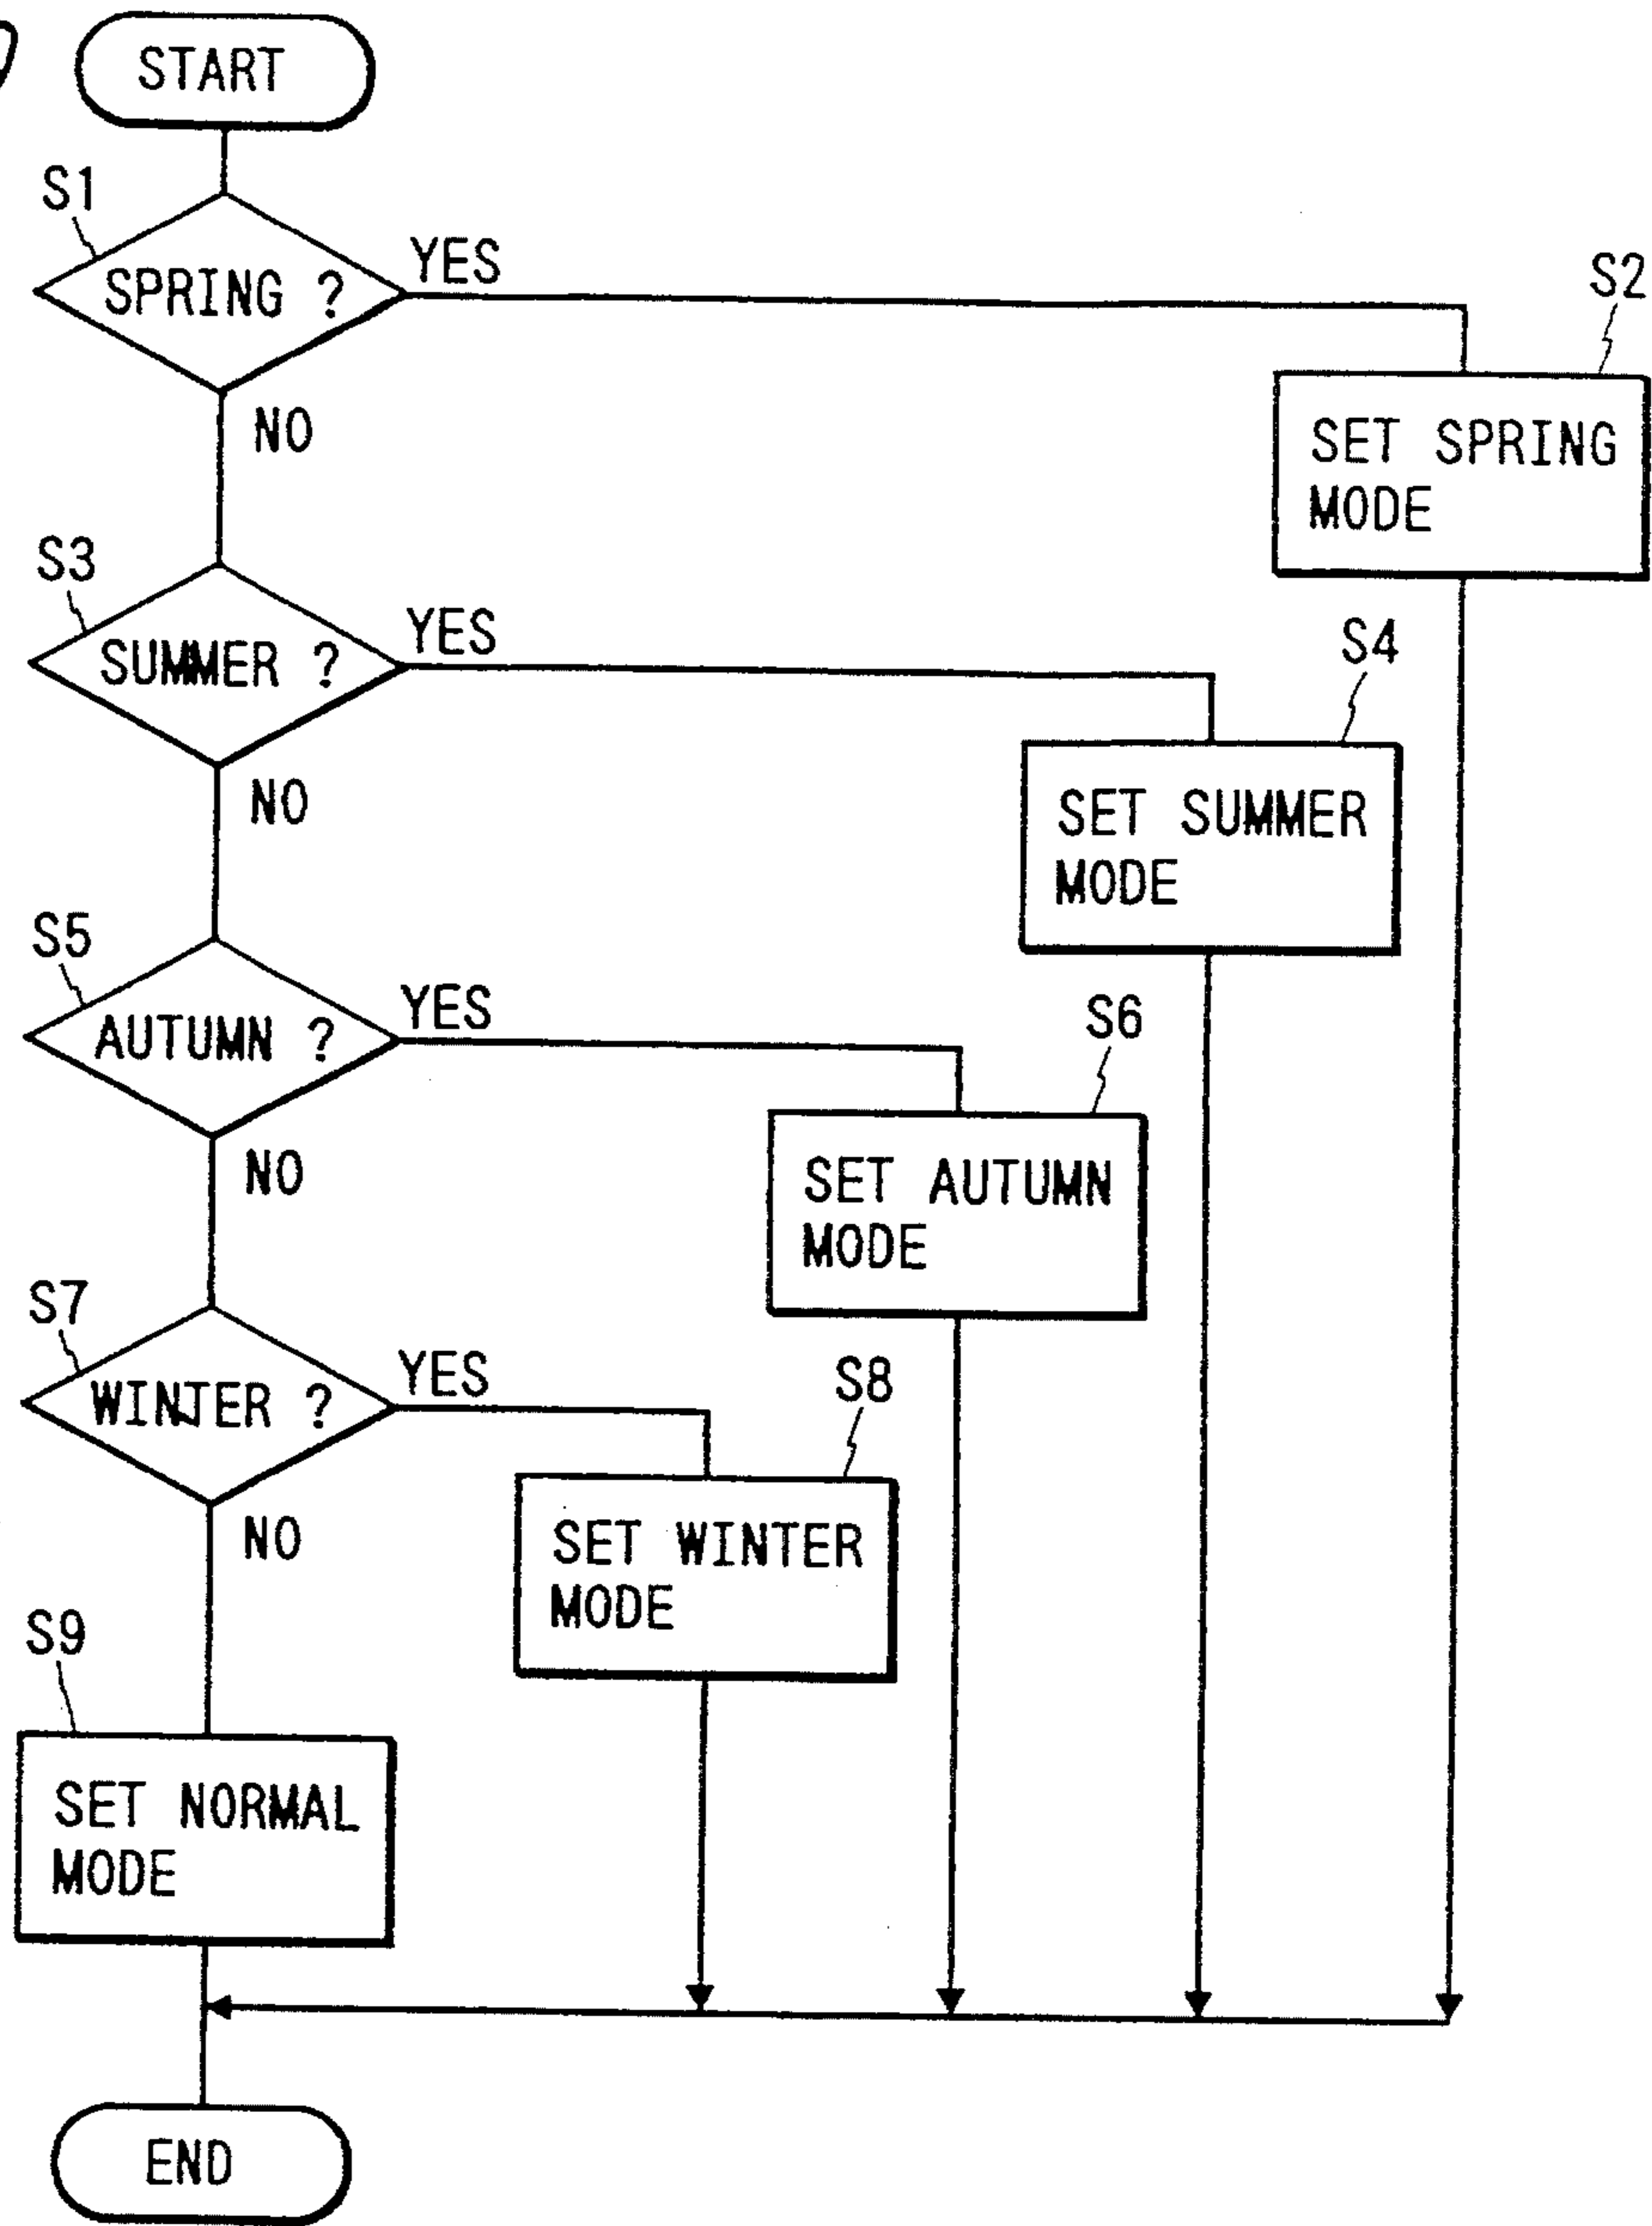 START
S1
SPRING ?
YES
NO
S2
SET SPRING
MODE
S3
SUMMER ?
YES
NO
S4
SET SUMMER
MODE
S5
AUTUMN ?
YES
NO
S6
SET AUTUMN
MODE
S7
WINTER ?
YES
NO
S8
SET WINTER
MODE
S9
SET NORMAL
MODE
END